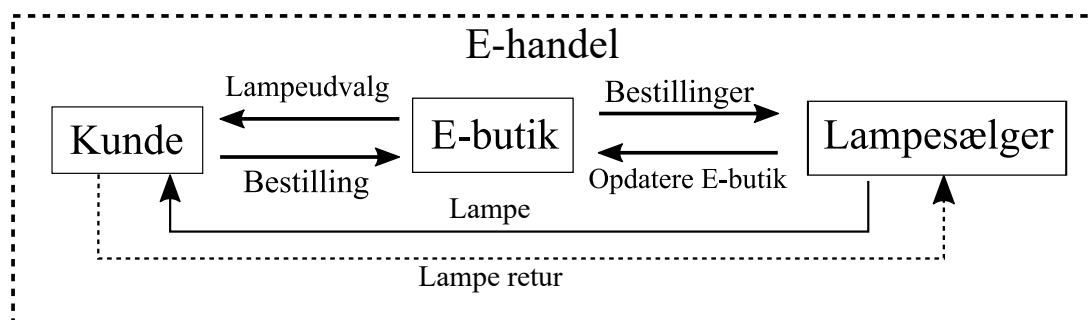 E-handel
Lampeudvalg
Bestillinger
Kunde
E-butik
Lampesælger
Bestilling
Opdatere E-butik
Lampe
Lampe retur